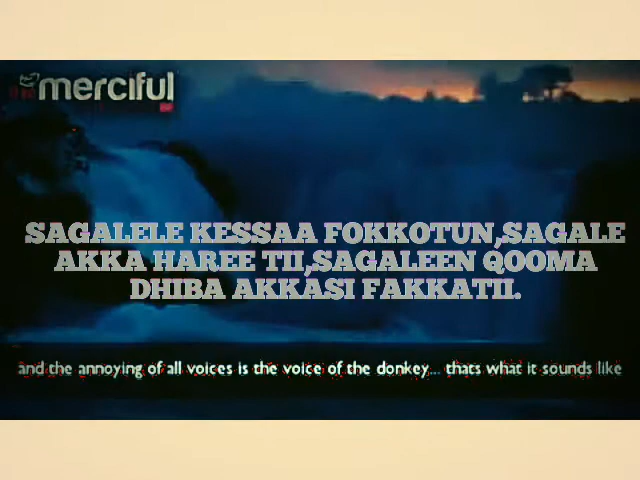 merciful
SAGALELE KESSAA FOKKOTUN,SAGALE
AKKA HAREE TII,SAGALEEN QOOMA
DHIBA AKKASI FAKKATII.
and the annoying of all voices is the voice of the donkey... thats what it sounds like